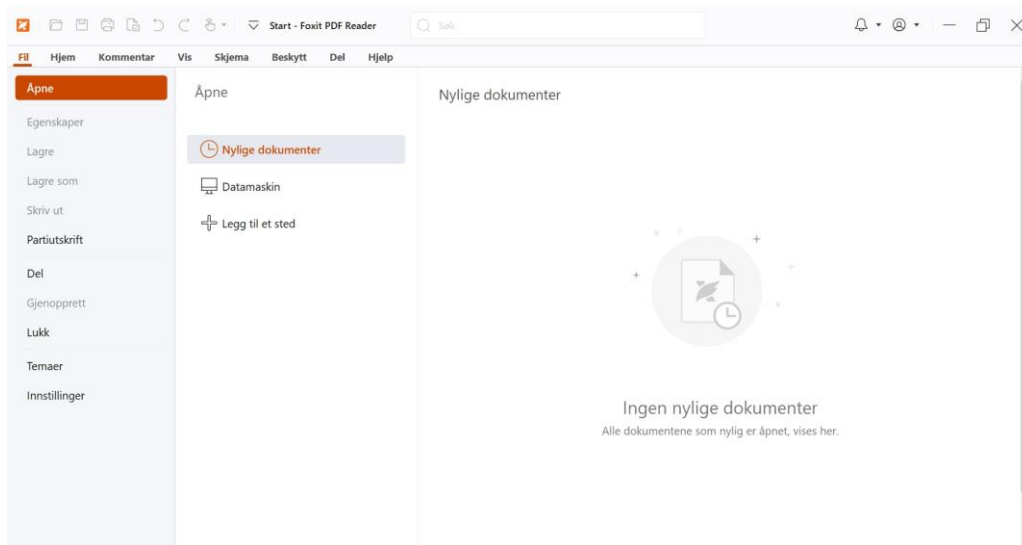 Start - Foxit PDF Reader
Søk
Fil Hjem Kommentar Vis Skjema Beskytt Del Hjelp
Åpne
Egenskaper
Lagre
Lagre som
Skriv ut
Partiutskrift
Del
Gjenopprett
Lukk
Temaer
Innstillinger
Åpne
Nylige dokumenter
Datamaskin
Legg til et sted
Nylige dokumenter
Ingen nylige dokumenter
Alle dokumentene som nylig er åpnet, vises her.